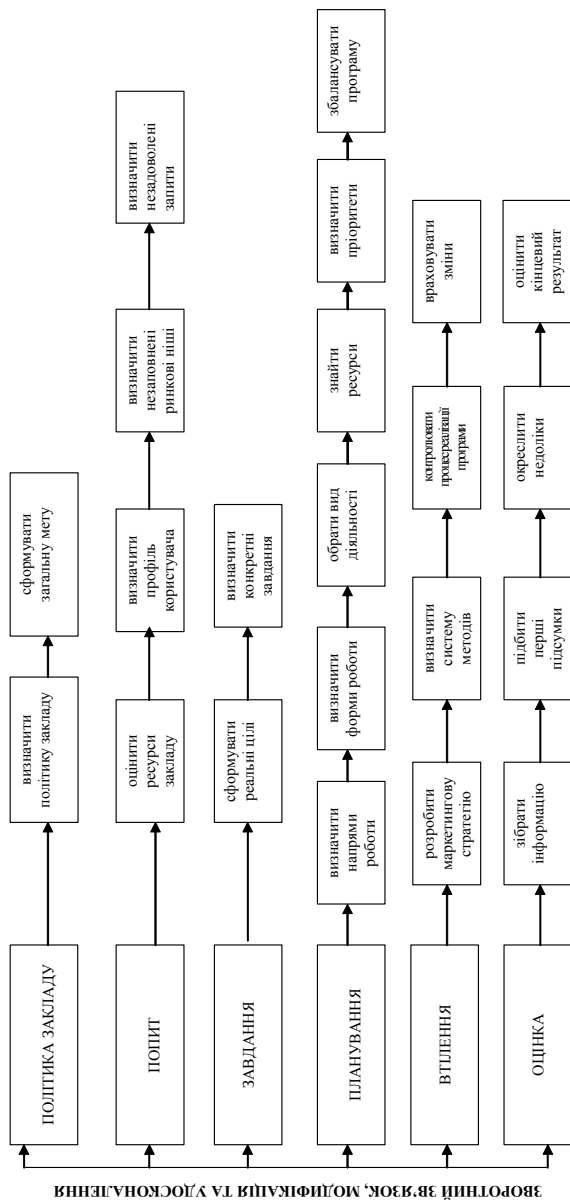 ЗВОРОТНИЙ ЗВ'ЯЗОК, МОДИФІКАЦІЯ ТА УДОСКОНАЛЕННЯ
ПОЛІТИКА ЗАКЛАДУ
визначити
політику закладу
сформувати
загальну мету
ПОПИТ
оцінити
ресурси
закладу
визначити
профіль
користувача
визначити
незаповнені
ринкові ніші
визначити
незадоволені
запити
ЗАВДАННЯ
сформувати
реальні цілі
визначити
конкретні
завдання
ПЛАНУВАННЯ
визначити
напрями
роботи
визначити
форми роботи
обрати вид
діяльності
знайти
ресурси
визначити
пріоритети
збалансувати
програму
ВТІЛЕННЯ
розробити
маркетингову
стратегію
визначити
систему
методів
контролювати
процесреалізації
програми
враховувати
зміни
ОЦІНКА
зібрати
інформацію
підбити
перші
підсумки
окреслити
недоліки
оцінити
кінцевий
результат